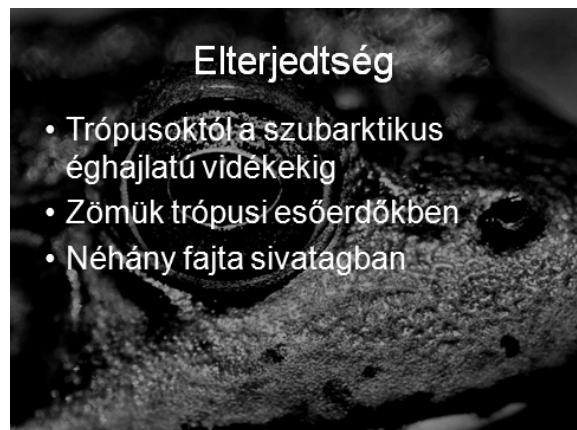 Elterjedtség
• Trópusoktól a szubarktikus
éghajlatú vidékekig
• Zömük trópusi esőerdőkben
• Néhány fajta sivatagban